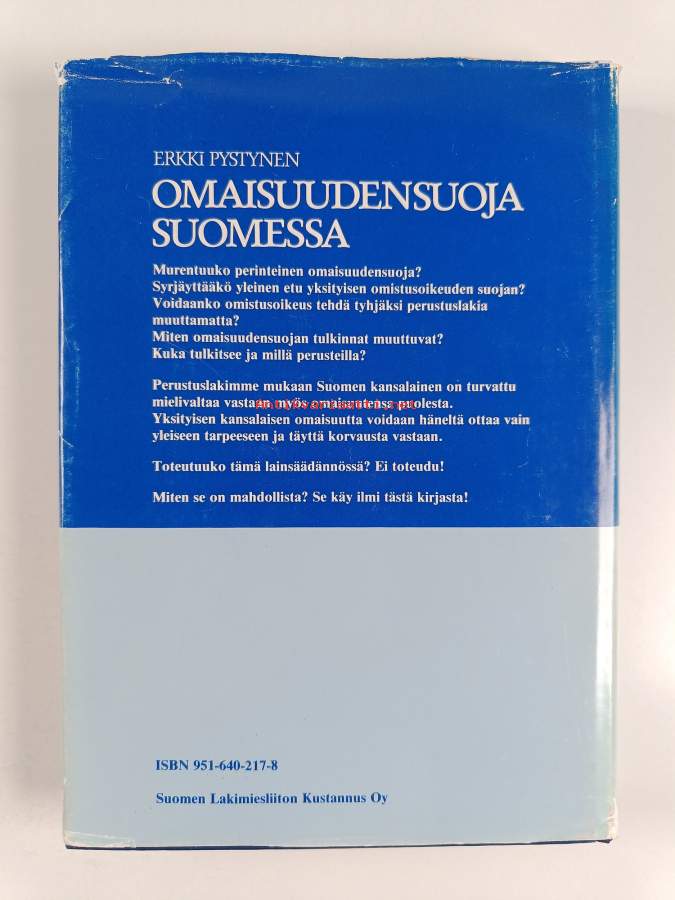 ERKKI PYSTYNEN
OMAISUUDENSUOJA
SUOMESSA
Murentuuko perinteinen omaisuudensuoja?
Syrjäyttääkö yleinen etu yksityisen omistusoikeuden suojan?
Voidaanko omistusoikeus tehdä tyhjäksi perustuslakia
muuttamatta?
Miten omaisuudensuojan tulkinnat muuttuvat?
Kuka tulkitsee ja millä perusteilla?
Perustuslakimme mukaan Suomen kansalainen on turvattu
mielivaltaa vastaan myös omaisuutensa puolesta.
Yksityisen kansalaisen omaisuutta voidaan häneltä ottaa vain
yleiseen tarpeeseen ja täyttä korvausta vastaan.
Toteutuuko tämä lainsäädännössä? Ei toteudu!
Miten se on mahdollista? Se käy ilmi tästä kirjasta!
ISBN 951-640-217-8
Suomen Lakimiesliiton Kustannus Oy